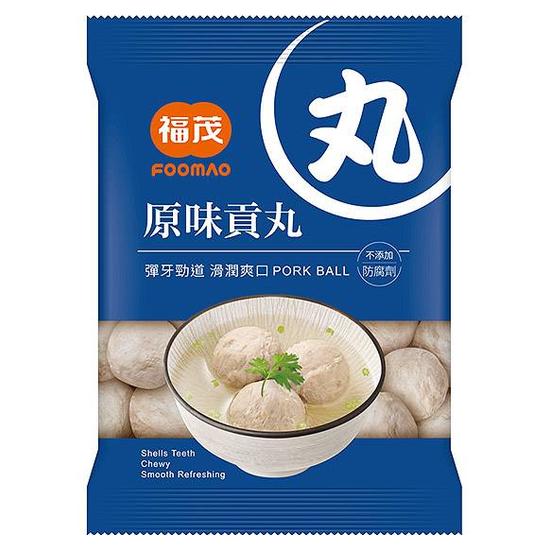 丸
福茂
FOOMAO
原味貢丸
彈牙勁道 滑潤爽口 PORK BALL
不添加
防腐劑
Shells Teeth
Chewy
Smooth Refreshing